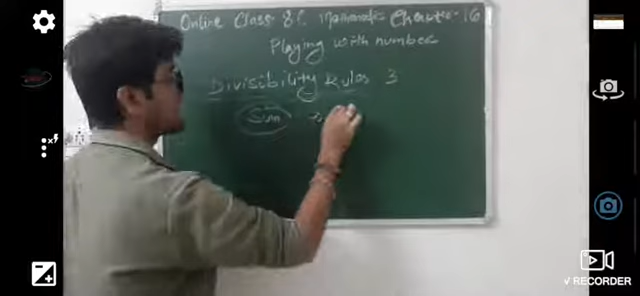 Online Class 8th Mathematics Chapter-16
Playing with number
Divisibility Rules 3
Sum
V RECORDER